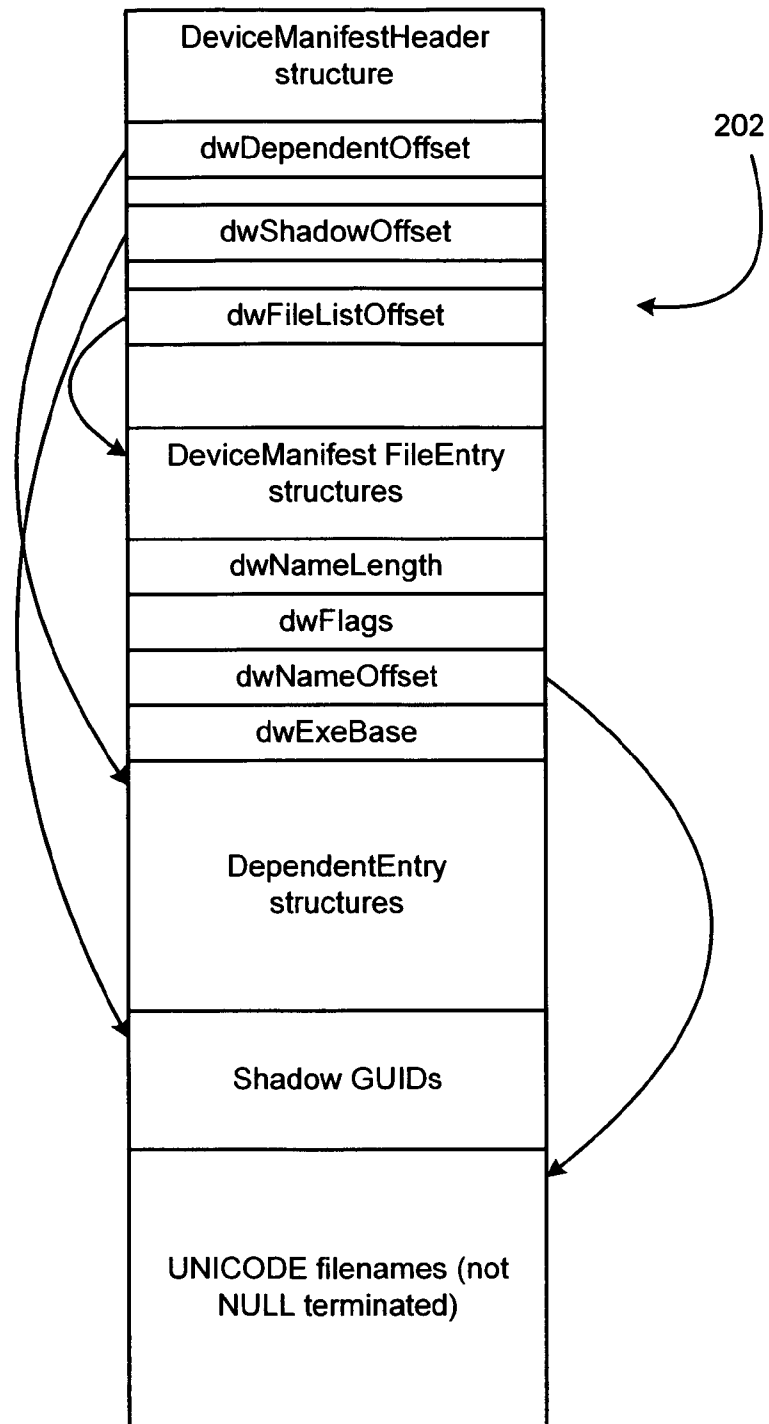 DeviceManifestHeader
structure
202
dwDependentOffset
dwShadowOffset
dwFileListOffset
DeviceManifest FileEntry
structures
dwNameLength
dwFlags
dwNameOffset
dwExeBase
DependentEntry
structures
Shadow GUIDs
UNICODE filenames (not
NULL terminated)